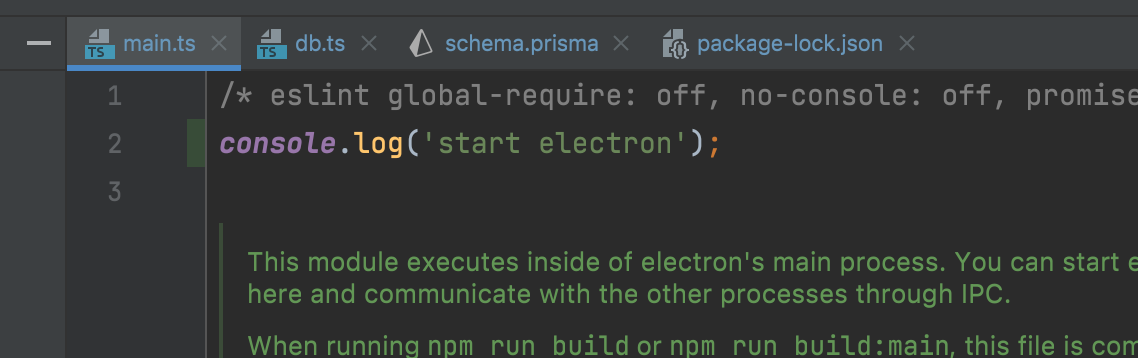 main.ts db.ts schema.prisma package-lock.json
1 /* eslint global-require: off, no-console: off, promise
2 console.log('start electron');
3
This module executes inside of electron's main process. You can start
here and communicate with the other processes through IPC.
When running npm run build or npm run build:main, this file is com